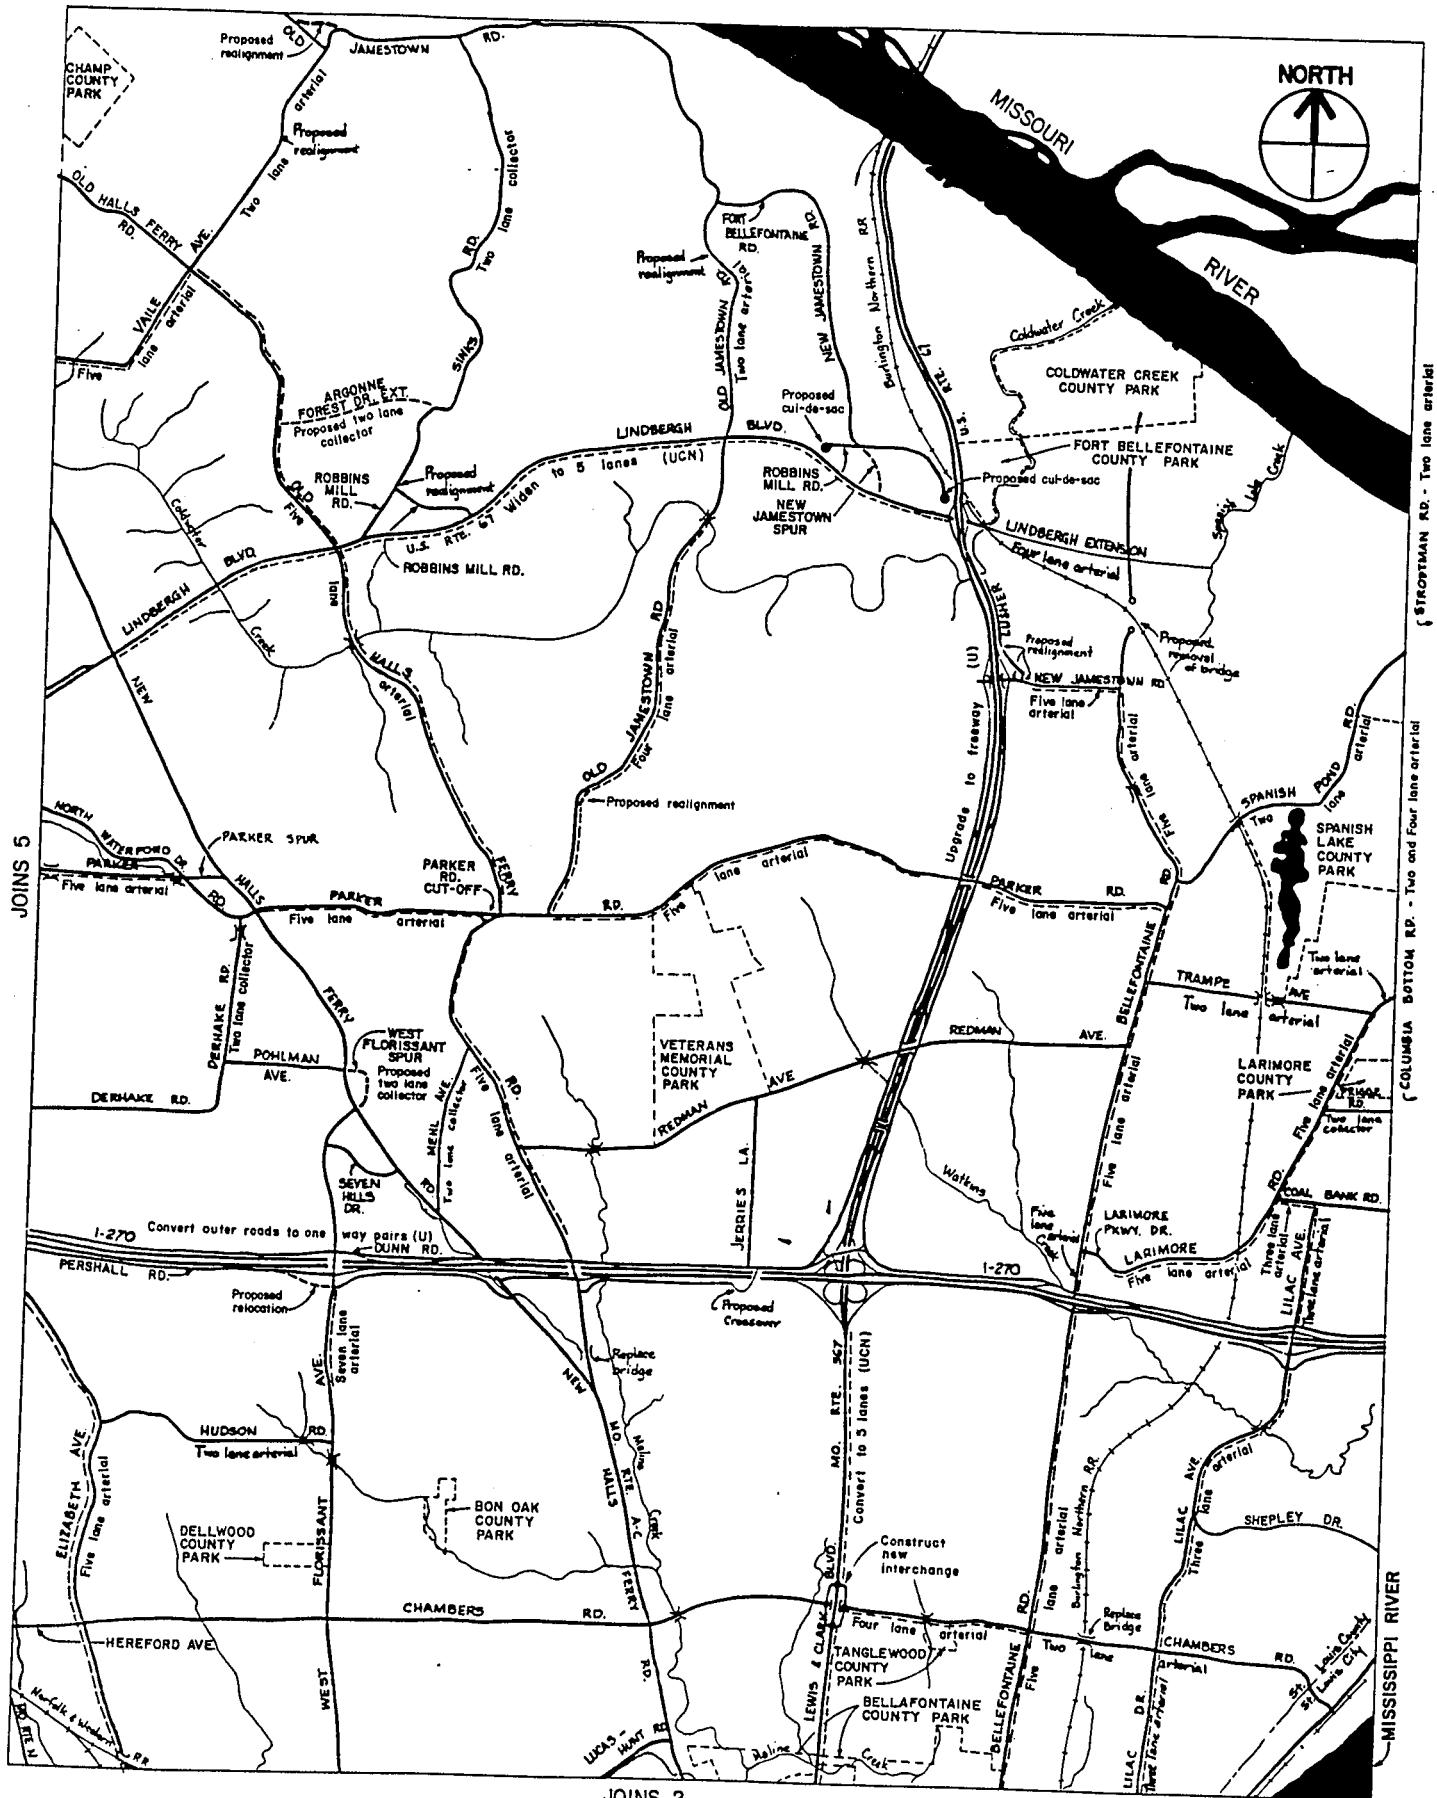 Proposed
realignment
OLD
JAMESTOWN
RD.
CHAMP
COUNTY
PARK
arterial
Proposed
realignment
lane
Two
OLD HALLS FERRY
RD.
AVE.
VAILE
arterial
lane
Five
RD.
Two lane collector
SINKS
ARGONNE
FOREST DR. EXT.
Proposed two lane
collector
MISSOURI
RIVER
NORTH
FORT
BELLEFONTAINE
RD.
Proposed
realignment
OLD JAMESTOWN RD
Two lane arterial
NEW JAMESTOWN RD.
Burlington Northern RR
U.S. RTE. 67
Coldwater Creek
COLDWATER CREEK
COUNTY PARK
Proposed
cul-de-sac
LINDBERGH BLVD.
U.S. RTE. 67 Widen to 5 lanes (UCN)
FORT BELLEFONTAINE
COUNTY PARK
Proposed cul-de-sac
ROBBINS
MILL RD.
NEW
JAMESTOWN
SPUR
ROBBINS
MILL RD.
Proposed
realignment
ROBBINS MILL RD.
OLD
Five
lane
Coldwater
Creek
LINDBERGH BLVD.
LINDBERGH EXTENSION
Four lane arterial
Spanish Lake Creek
LUSHER
Proposed
realignment
Proposed
removal
of bridge
NEW JAMESTOWN RD
Five lane
arterial
Five lane arterial
(U)
Upgrade to freeway
NEW
HALLS
arterial
FERRY
OLD JAMESTOWN RD
Four lane arterial
Proposed realignment
STRODTMAN RD. - Two lane arterial
SPANISH POND RD.
Two lane arterial
SPANISH
LAKE
COUNTY
PARK
NORTH
WATERFORD DR.
PARKER SPUR
PARKER RD.
Five lane arterial
HALLS
PARKER
RD.
CUT-OFF
PARKER RD.
Five lane arterial
Five lane arterial
PARKER RD.
Five lane arterial
RD.
JOINS 5
COLUMBIA BOTTOM RD. - Two and Four lane arterial
DERHAKE RD.
Two lane collector
FERRY
POHLMAN
AVE.
WEST
FLORISSANT
SPUR
Proposed
two lane
collector
DERHAKE RD.
VETERANS
MEMORIAL
COUNTY
PARK
REDMAN AVE
REDMAN AVE.
BELLEFONTAINE
Five lane arterial
TRAMPE AVE
Two lane arterial
Two lane
arterial
LARIMORE
COUNTY
PARK
Five lane arterial
RD.
Two lane
collector
MEHL AVE.
Two lane collector
RD.
Five lane arterial
RD.
SEVEN
HILLS
DR.
JERRIES LA.
Watkins
Creek
Five
lane
arterial
LARIMORE
PKWY. DR.
LARIMORE
RD.
Five lane arterial
COAL BANK RD.
Three lane
arterial
LILAC AVE.
Three lane arterial
I-270
Convert outer roads to one way pairs (U)
DUNN RD.
PERSHALL RD.
I-270
Proposed
relocation
Proposed
Crossover
AVE.
Seven lane
arterial
Replace
bridge
NEW
MO. RTE. A-C
HALLS
FERRY
RD.
Moline
Creek
MO. RTE. 367
Convert to 5 lanes (UCN)
HUDSON RD.
Two lane arterial
ELIZABETH AVE.
Five lane arterial
BON OAK
COUNTY
PARK
DELLWOOD
COUNTY
PARK
FLORISSANT
WEST
Burlington Northern RR.
LILAC AVE.
Three lane arterial
SHEPLEY DR.
Construct
new
interchange
BLVD.
LEWIS & CLARK
CHAMBERS RD.
HEREFORD AVE.
Four lane arterial
TANGLEWOOD
COUNTY
PARK
BELLAFONTAINE
COUNTY PARK
RD.
lane arterial
BELLEFONTAINE
Five
Replace
Bridge
Two lane arterial
CHAMBERS RD.
St. Louis County
St. Louis City
MISSISSIPPI RIVER
Norfolk & Western RR
MO. RTE. N
LUCAS-
HUNT RD.
Moline Creek
LILAC DR.
Three lane arterial
JOINS 2